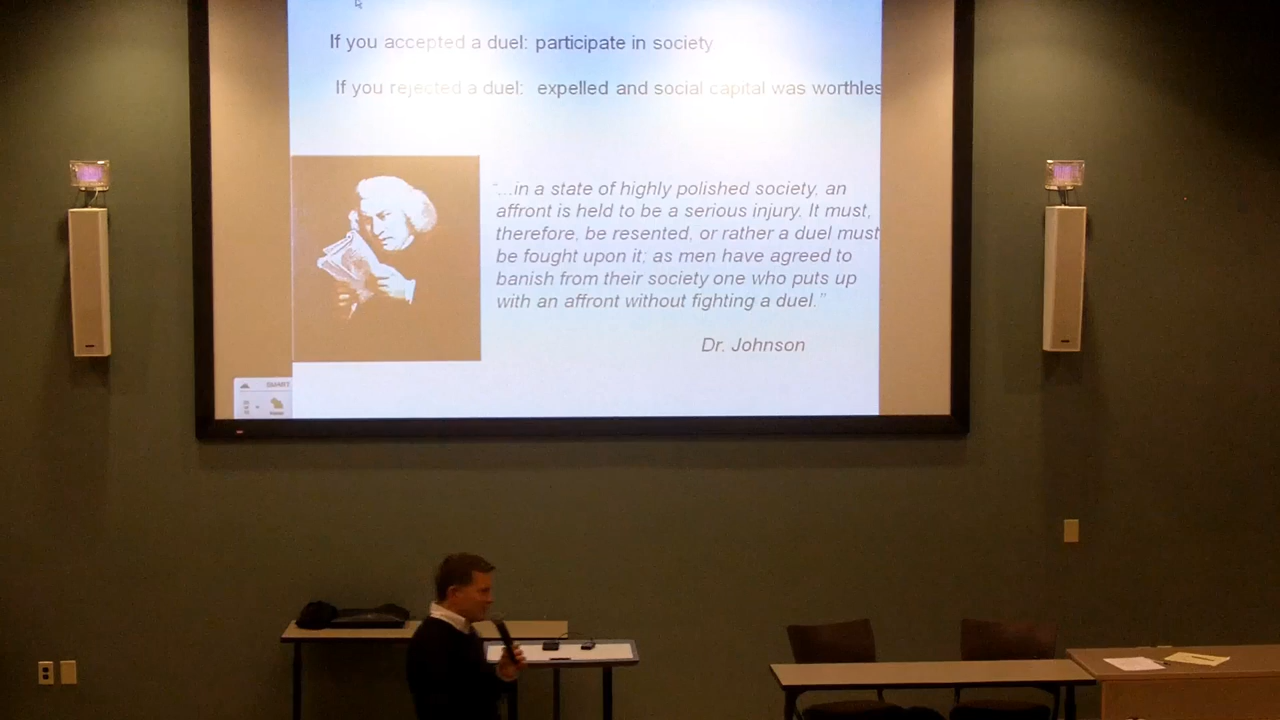 If you accepted a duel: participate in society
If you rejected a duel: expelled and social capital was worthles
"...in a state of highly polished society, an
affront is held to be a serious injury. It must,
therefore, be resented, or rather a duel must
be fought upon it; as men have agreed to
banish from their society one who puts up
with an affront without fighting a duel."
Dr. Johnson
SMART